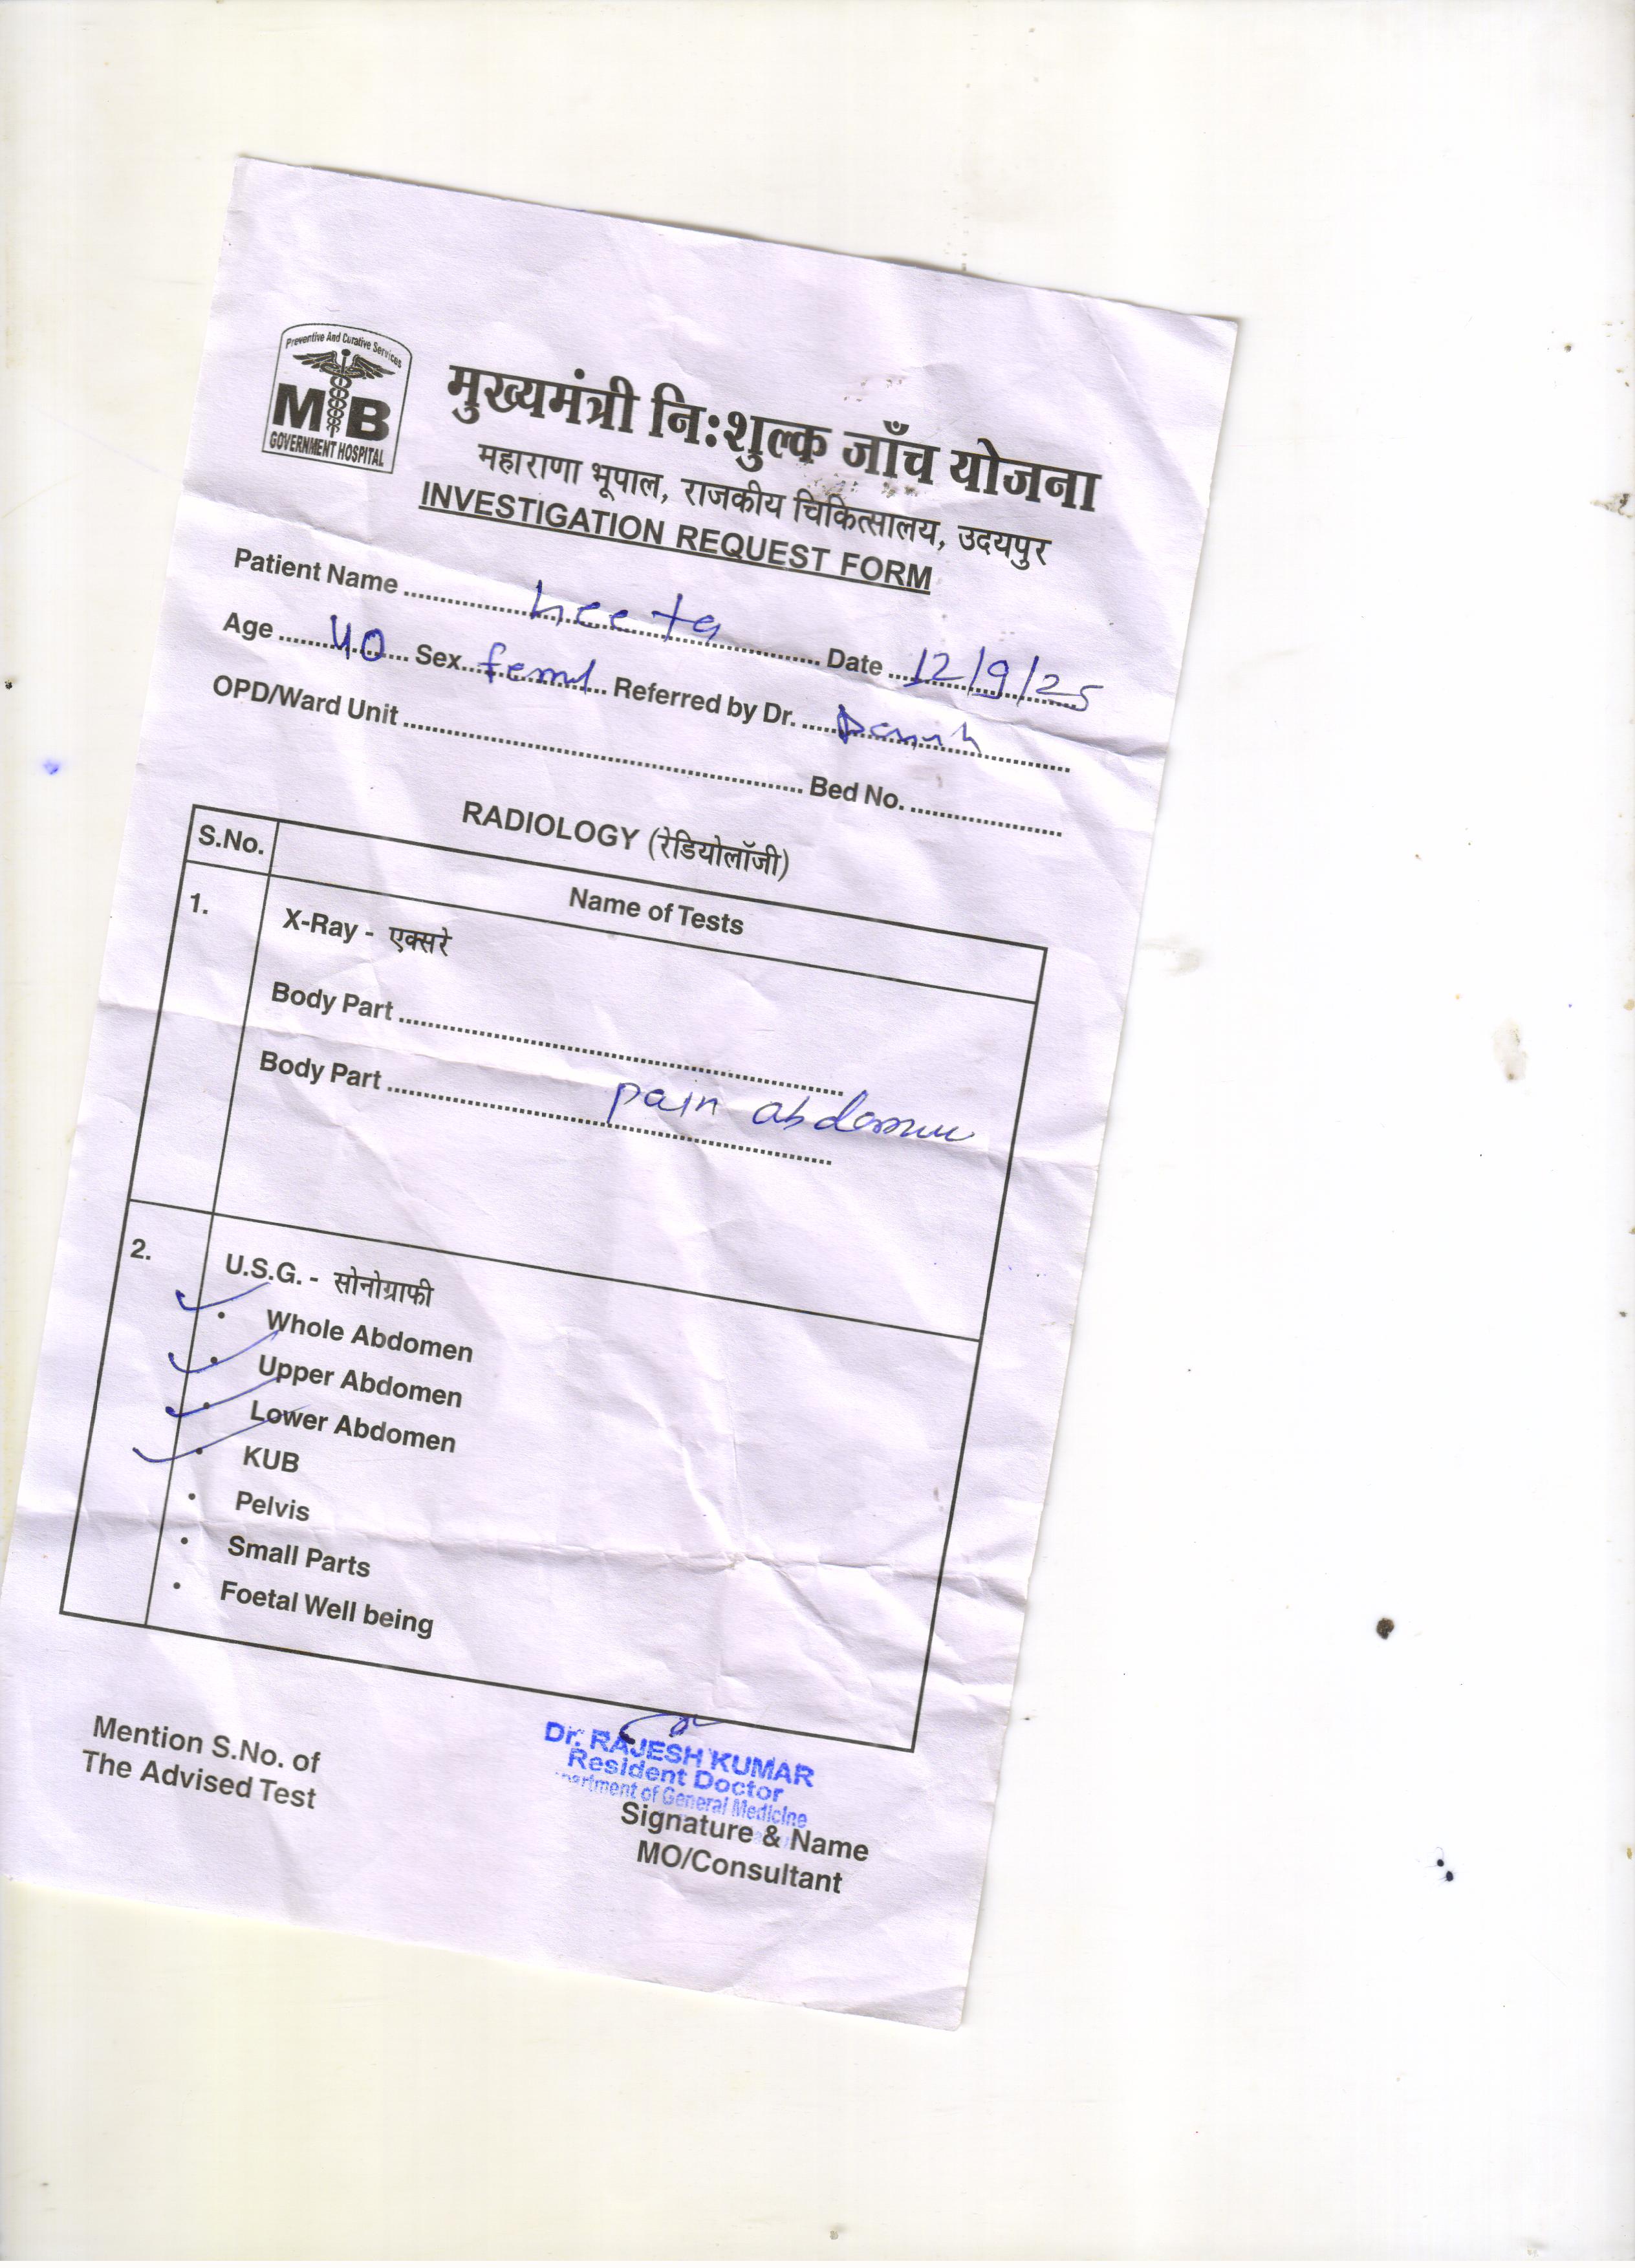 Preventive And Curative Services
M B
GOVERNMENT HOSPITAL
मुख्यमंत्री नि:शुल्क जाँच योजना
महाराणा भूपाल, राजकीय चिकित्सालय, उदयपुर
INVESTIGATION REQUEST FORM
Patient Name neeta Date 12/9/25
Age 40 Sex femal Referred by Dr.
OPD/Ward Unit Bed No.
RADIOLOGY (रेडियोलॉजी)
S.No. Name of Tests
1. X-Ray - एक्सरे
Body Part
Body Part
pain abdomen
2. U.S.G. - सोनोग्राफी
• Whole Abdomen
• Upper Abdomen
• Lower Abdomen
• KUB
• Pelvis
• Small Parts
• Foetal Well being
Mention S.No. of
The Advised Test
Dr. RAJESH KUMAR
Resident Doctor
partment of General Medicine
Signature & Name
MO/Consultant